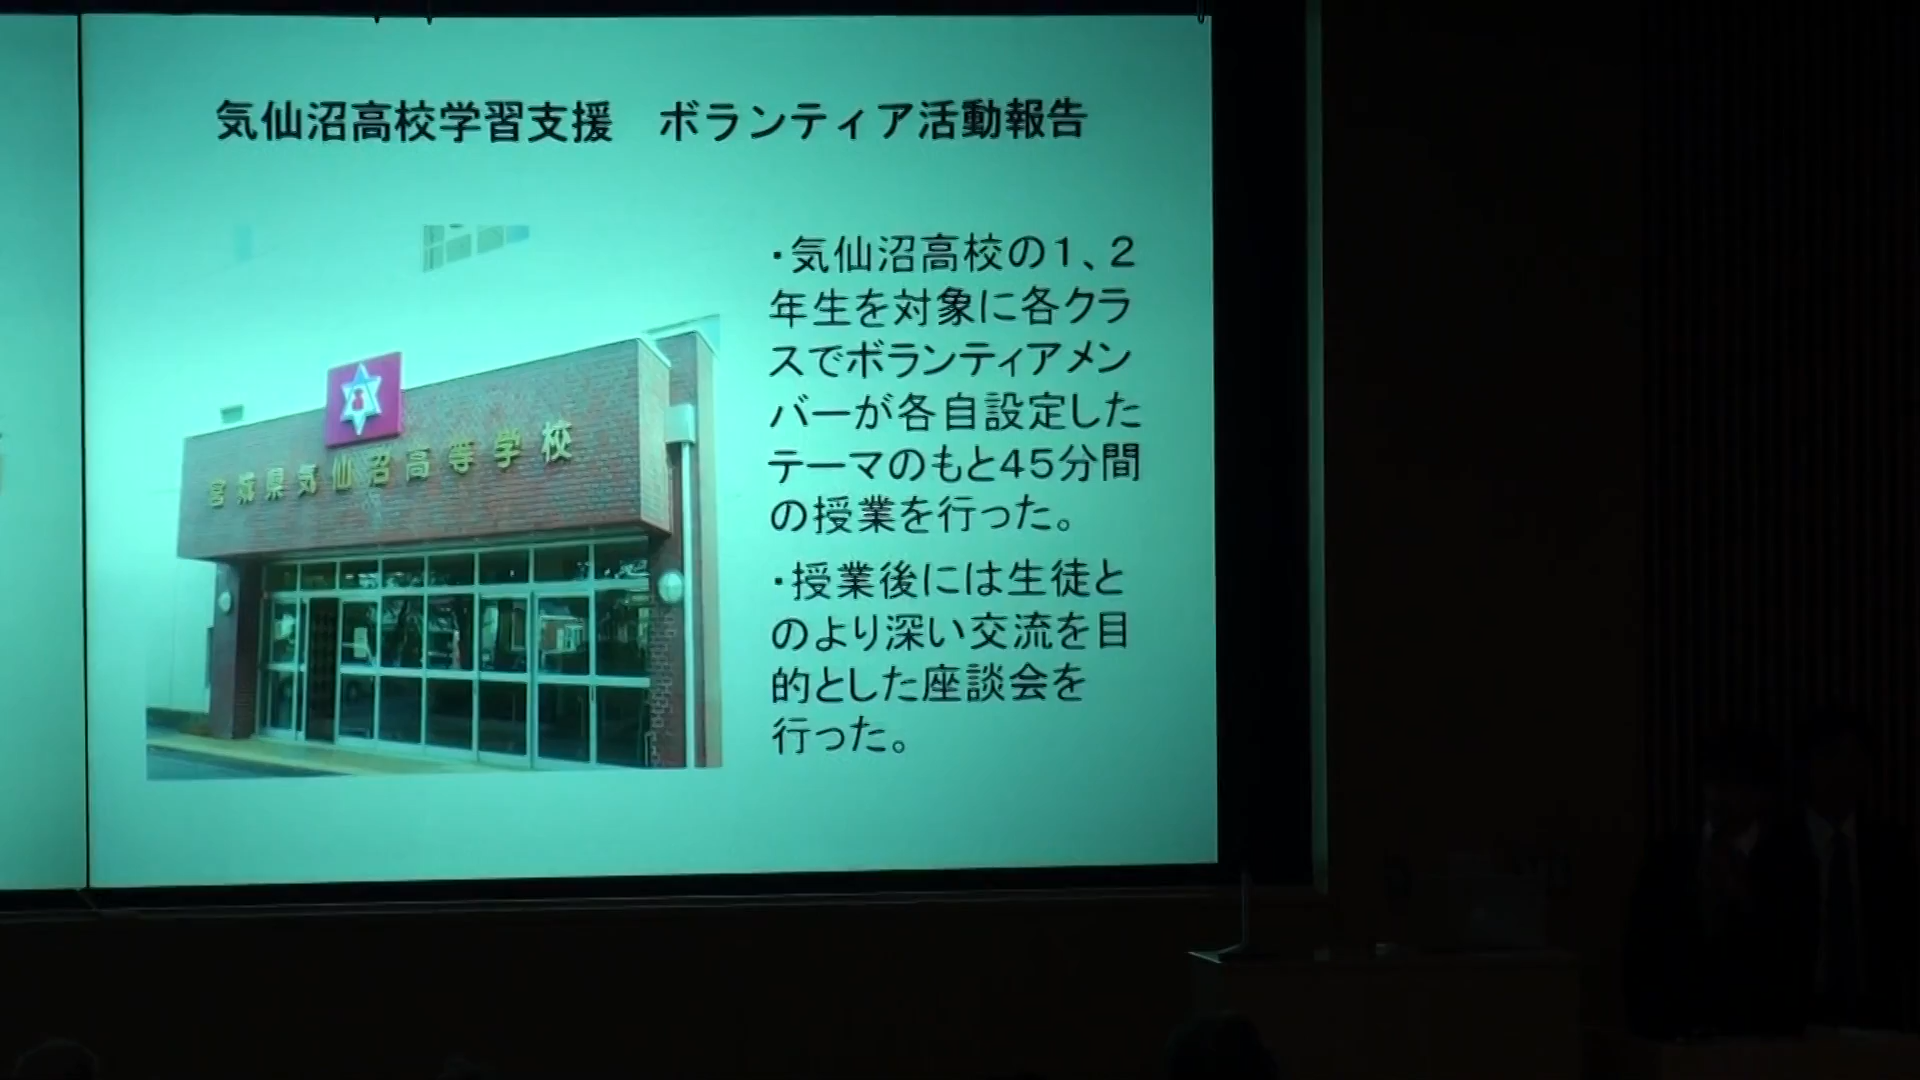 気仙沼高校学習支援　ボランティア活動報告
宮城県気仙沼高等学校
・気仙沼高校の１、２
年生を対象に各クラ
スでボランティアメン
バーが各自設定した
テーマのもと４５分間
の授業を行った。
・授業後には生徒と
のより深い交流を目
的とした座談会を
行った。